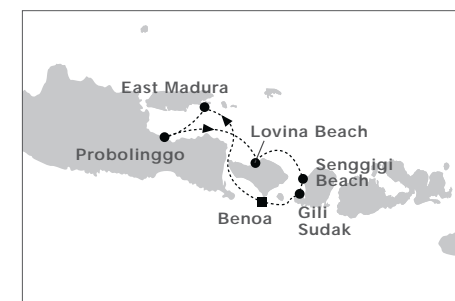 East Madura
Lovina Beach
Probolinggo
Senggigi
Beach
Benoa
Gili
Sudak